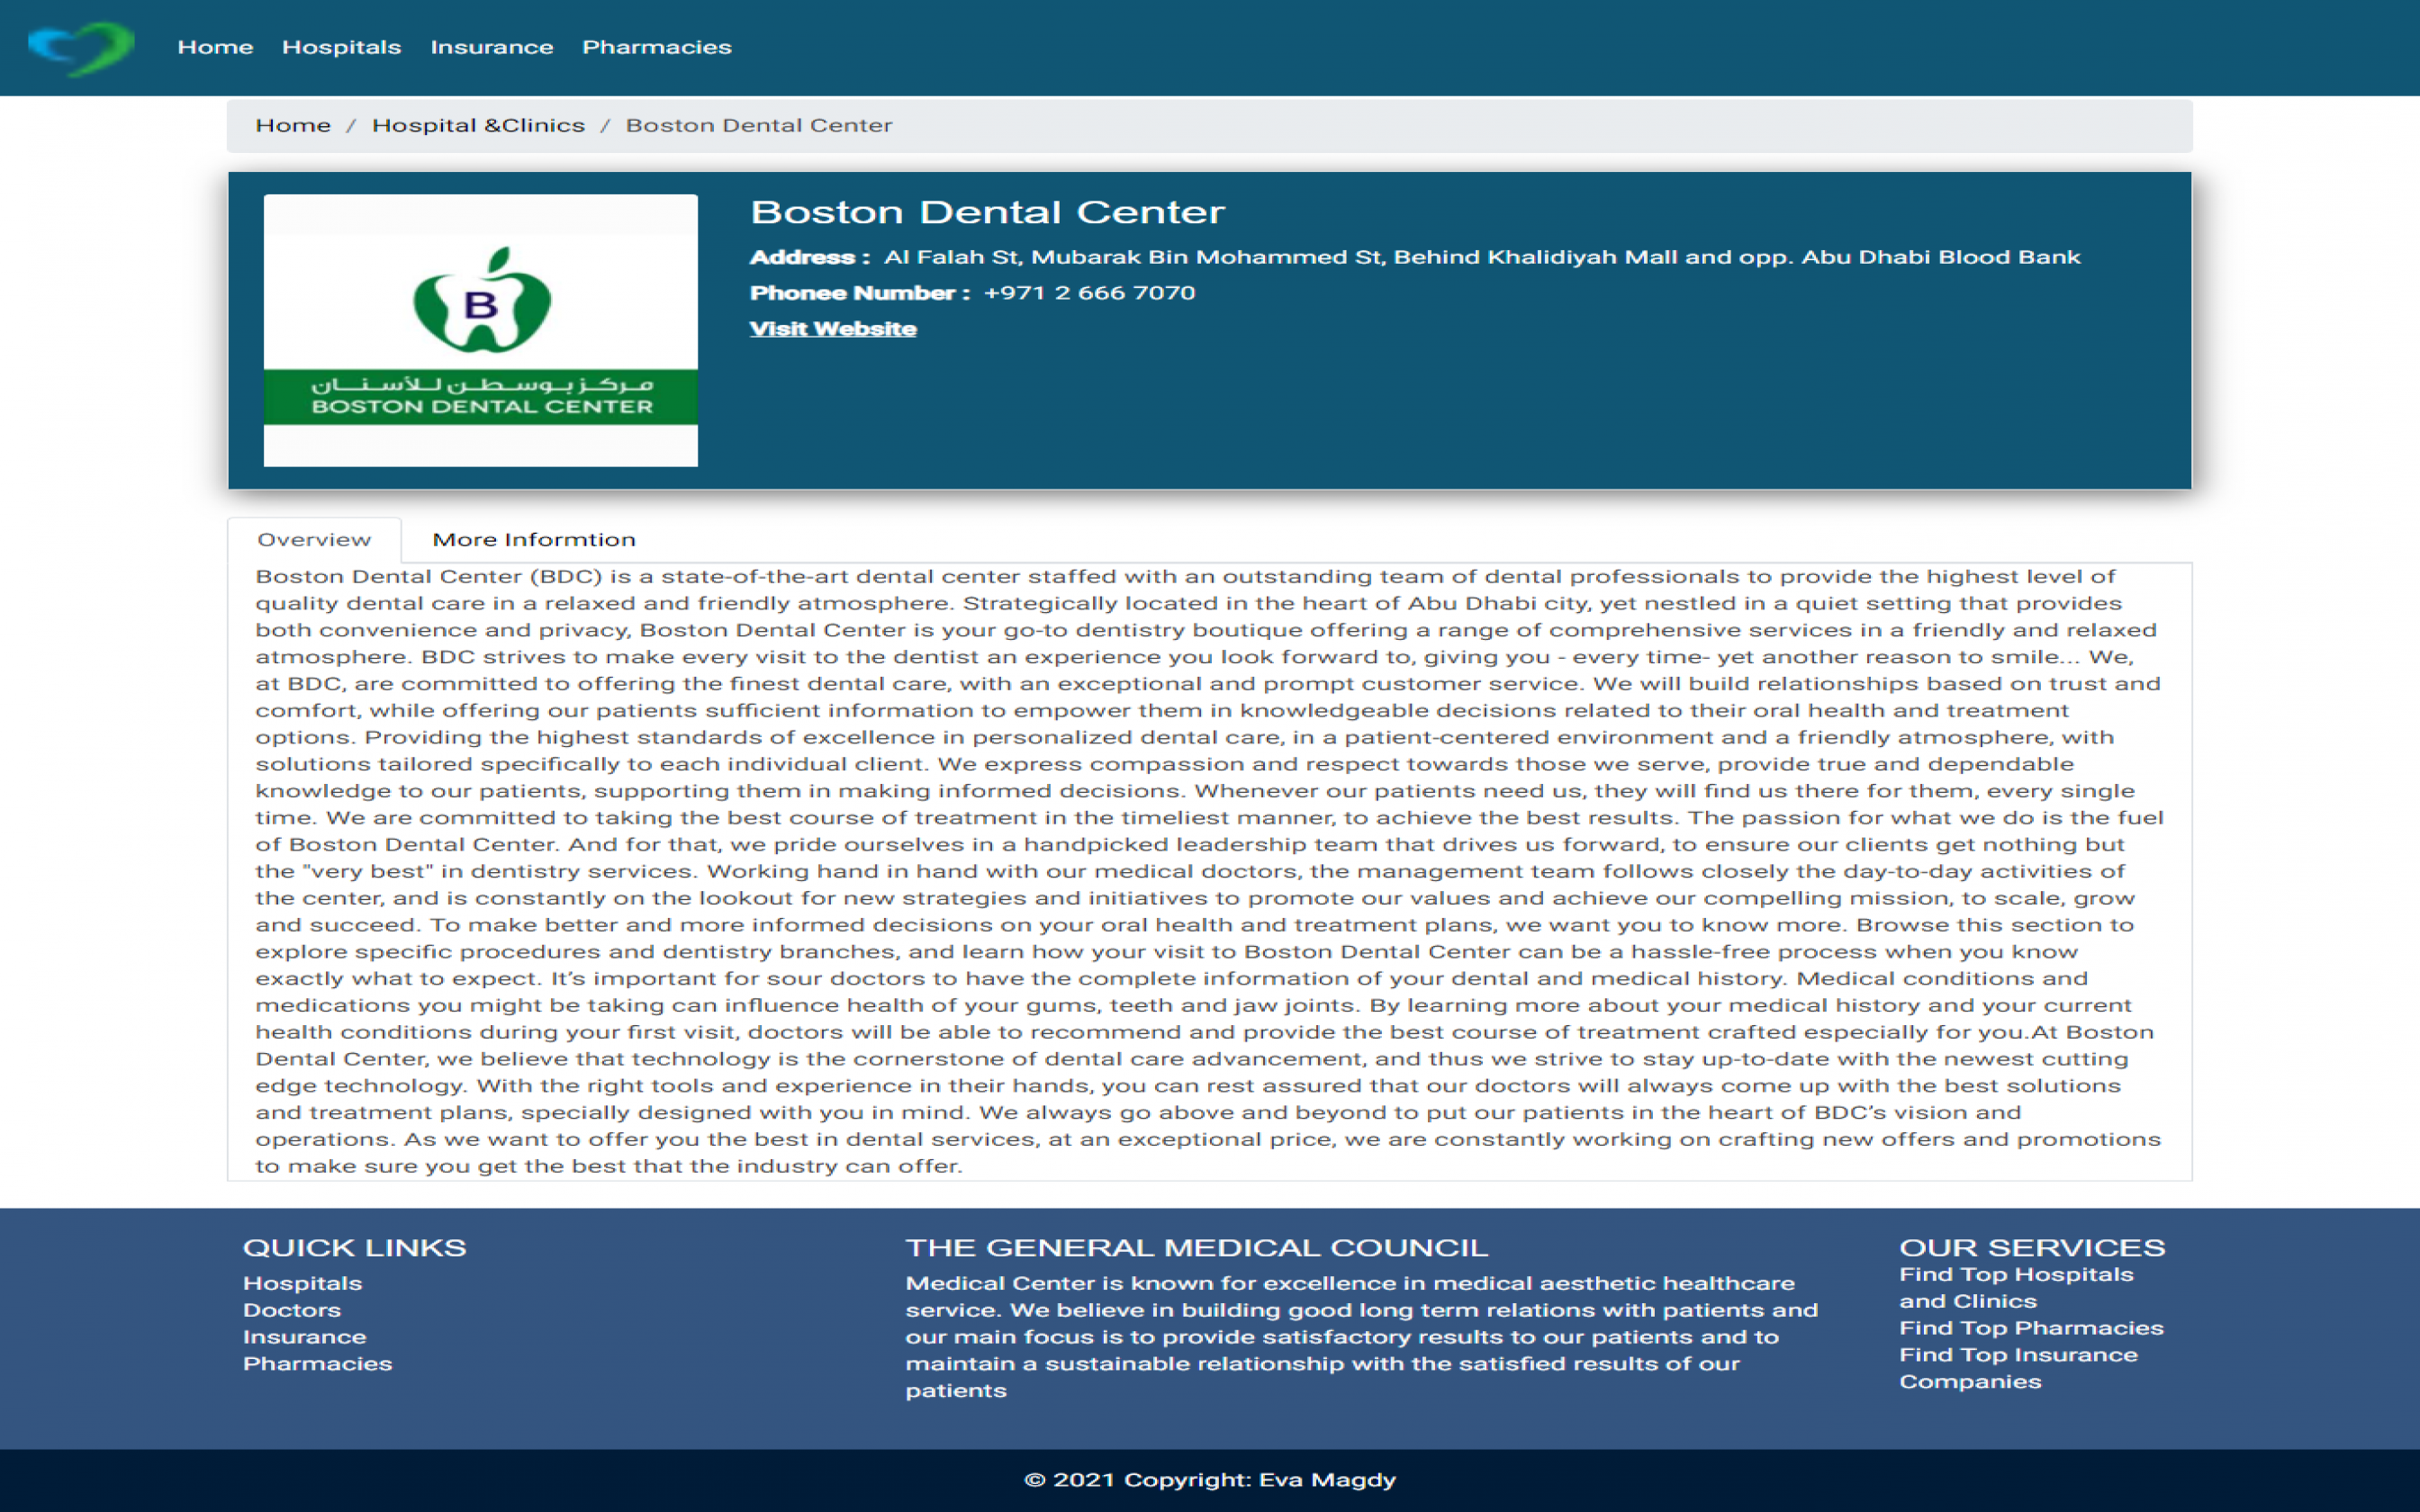 Home Hospitals Insurance Pharmacies
Home / Hospital &Clinics / Boston Dental Center
B
مركز بوسطن للأسنان
BOSTON DENTAL CENTER
Boston Dental Center
Address : Al Falah St, Mubarak Bin Mohammed St, Behind Khalidiyah Mall and opp. Abu Dhabi Blood Bank
Phonee Number : +971 2 666 7070
Visit Website
Overview More Informtion
Boston Dental Center (BDC) is a state-of-the-art dental center staffed with an outstanding team of dental professionals to provide the highest level of
quality dental care in a relaxed and friendly atmosphere. Strategically located in the heart of Abu Dhabi city, yet nestled in a quiet setting that provides
both convenience and privacy, Boston Dental Center is your go-to dentistry boutique offering a range of comprehensive services in a friendly and relaxed
atmosphere. BDC strives to make every visit to the dentist an experience you look forward to, giving you - every time- yet another reason to smile... We,
at BDC, are committed to offering the finest dental care, with an exceptional and prompt customer service. We will build relationships based on trust and
comfort, while offering our patients sufficient information to empower them in knowledgeable decisions related to their oral health and treatment
options. Providing the highest standards of excellence in personalized dental care, in a patient-centered environment and a friendly atmosphere, with
solutions tailored specifically to each individual client. We express compassion and respect towards those we serve, provide true and dependable
knowledge to our patients, supporting them in making informed decisions. Whenever our patients need us, they will find us there for them, every single
time. We are committed to taking the best course of treatment in the timeliest manner, to achieve the best results. The passion for what we do is the fuel
of Boston Dental Center. And for that, we pride ourselves in a handpicked leadership team that drives us forward, to ensure our clients get nothing but
the "very best" in dentistry services. Working hand in hand with our medical doctors, the management team follows closely the day-to-day activities of
the center, and is constantly on the lookout for new strategies and initiatives to promote our values and achieve our compelling mission, to scale, grow
and succeed. To make better and more informed decisions on your oral health and treatment plans, we want you to know more. Browse this section to
explore specific procedures and dentistry branches, and learn how your visit to Boston Dental Center can be a hassle-free process when you know
exactly what to expect. It’s important for sour doctors to have the complete information of your dental and medical history. Medical conditions and
medications you might be taking can influence health of your gums, teeth and jaw joints. By learning more about your medical history and your current
health conditions during your first visit, doctors will be able to recommend and provide the best course of treatment crafted especially for you.At Boston
Dental Center, we believe that technology is the cornerstone of dental care advancement, and thus we strive to stay up-to-date with the newest cutting
edge technology. With the right tools and experience in their hands, you can rest assured that our doctors will always come up with the best solutions
and treatment plans, specially designed with you in mind. We always go above and beyond to put our patients in the heart of BDC’s vision and
operations. As we want to offer you the best in dental services, at an exceptional price, we are constantly working on crafting new offers and promotions
to make sure you get the best that the industry can offer.
QUICK LINKS
Hospitals
Doctors
Insurance
Pharmacies
THE GENERAL MEDICAL COUNCIL
Medical Center is known for excellence in medical aesthetic healthcare
service. We believe in building good long term relations with patients and
our main focus is to provide satisfactory results to our patients and to
maintain a sustainable relationship with the satisfied results of our
patients
OUR SERVICES
Find Top Hospitals
and Clinics
Find Top Pharmacies
Find Top Insurance
Companies
© 2021 Copyright: Eva Magdy